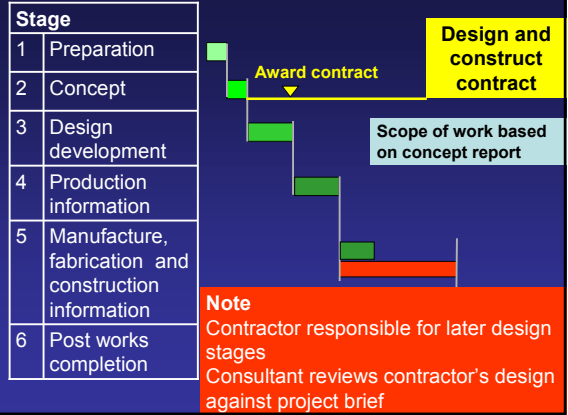 Stage
1 Preparation
2 Concept
3 Design
development
4 Production
information
5 Manufacture,
fabrication and
construction
information
6 Post works
completion
Award contract
Design and
construct
contract
Scope of work based
on concept report
Note
Contractor responsible for later design
stages
Consultant reviews contractor's design
against project brief